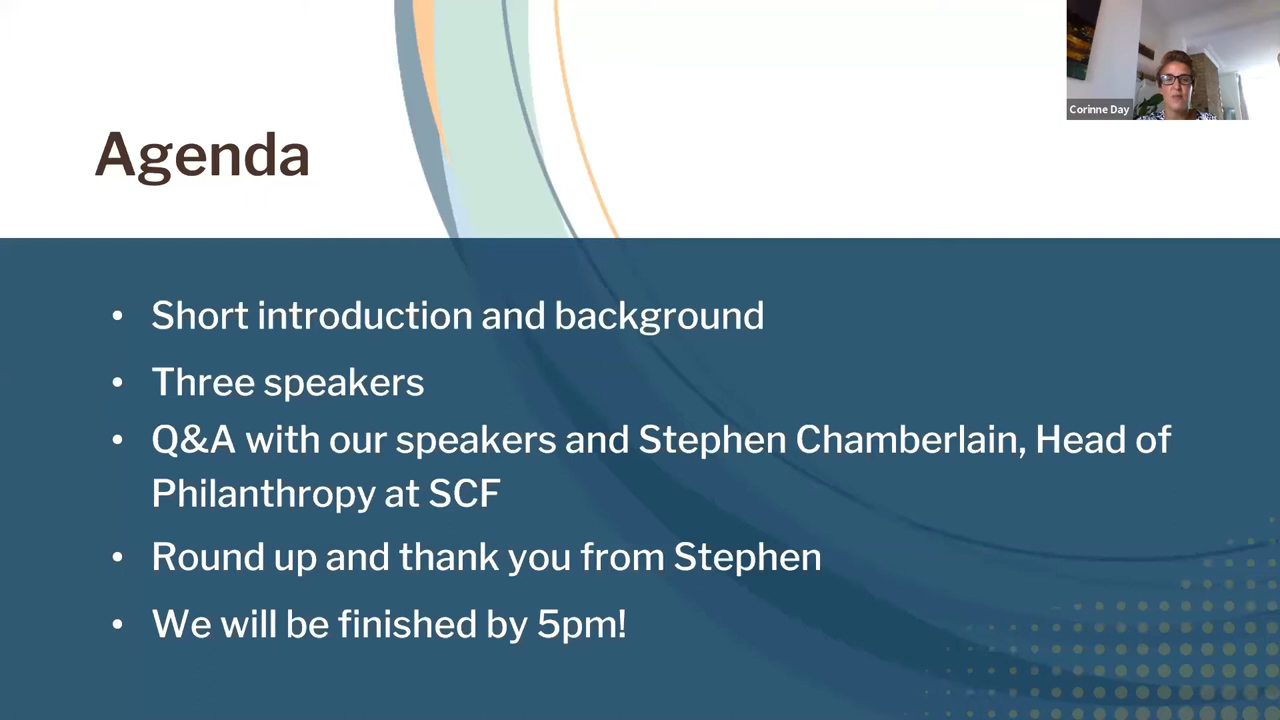 Corinne Day
Agenda
• Short introduction and background
• Three speakers
• Q&A with our speakers and Stephen Chamberlain, Head of
Philanthropy at SCF
• Round up and thank you from Stephen
• We will be finished by 5pm!